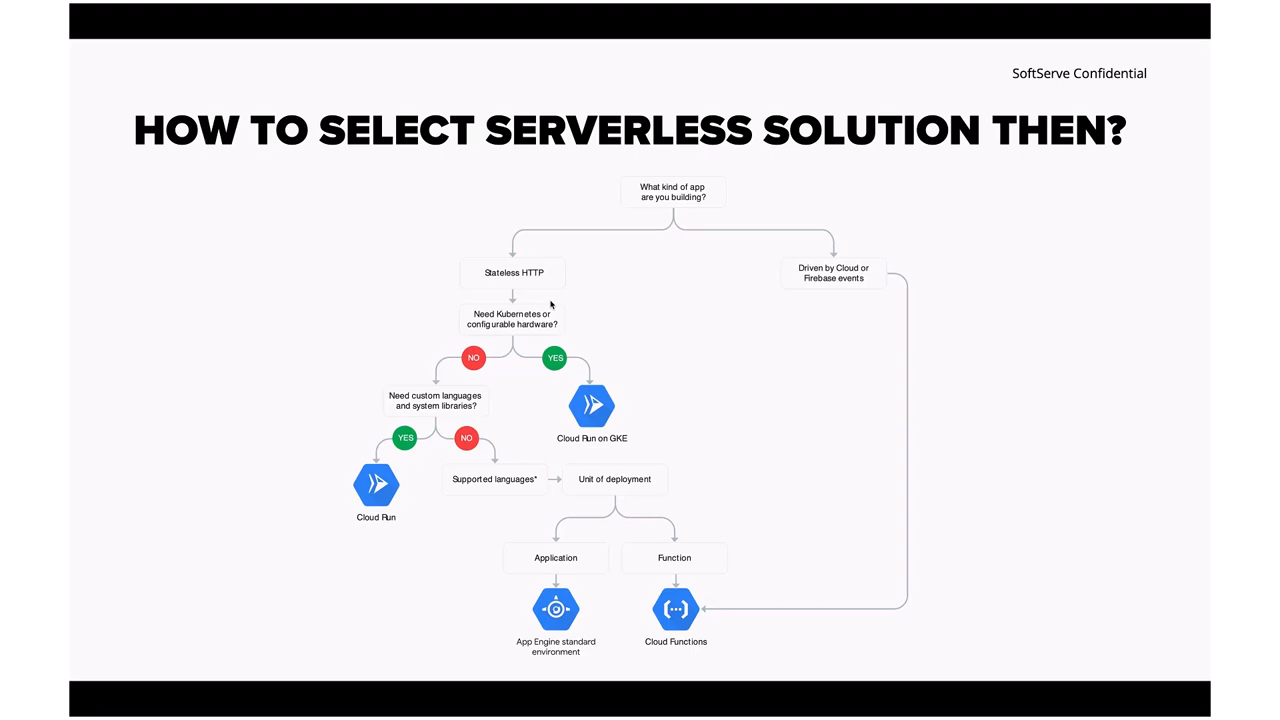 SoftServe Confidential
HOW TO SELECT SERVERLESS SOLUTION THEN?
What kind of app
are you building?
Stateless HTTP
Driven by Cloud or
Firebase events
Need Kubernetes or
configurable hardware?
NO
YES
Need custom languages
and system libraries?
Cloud Run on GKE
YES
NO
Supported languages*
Unit of deployment
Cloud Run
Application
Function
App Engine standard
environment
Cloud Functions